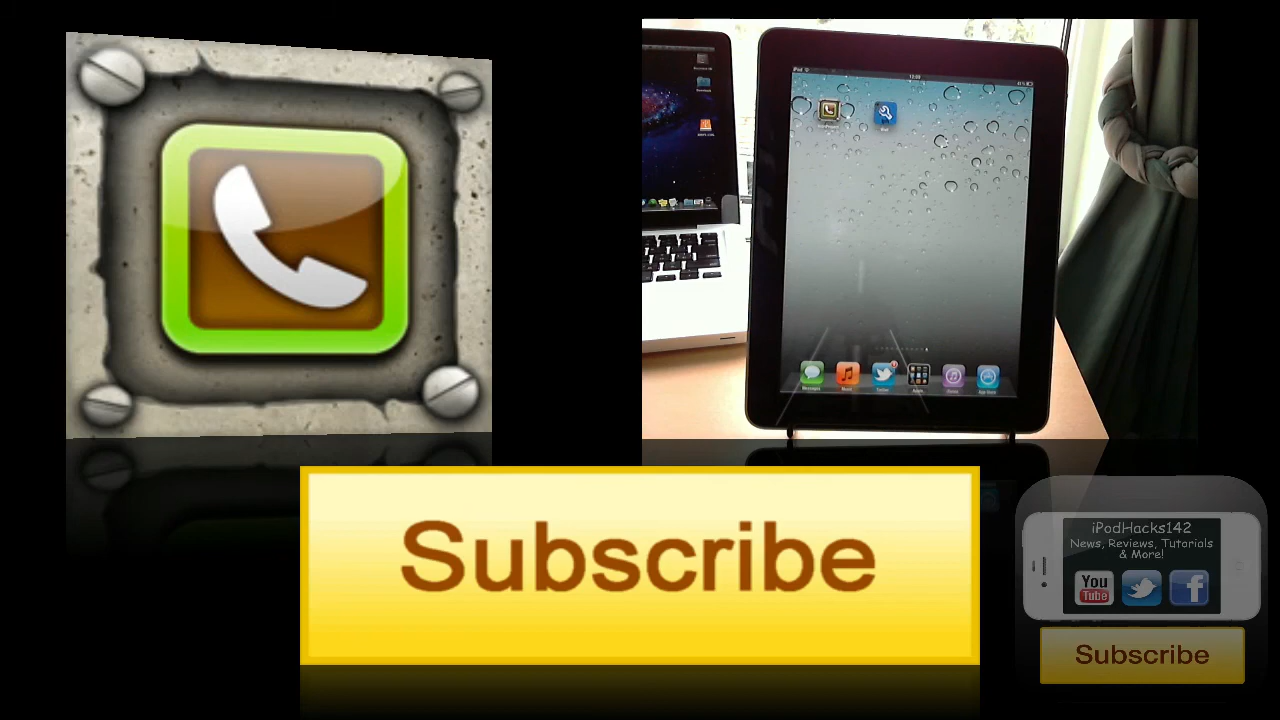 Subscribe
iPodHacks142
News, Reviews, Tutorials
& More!
You
Tube
Subscribe